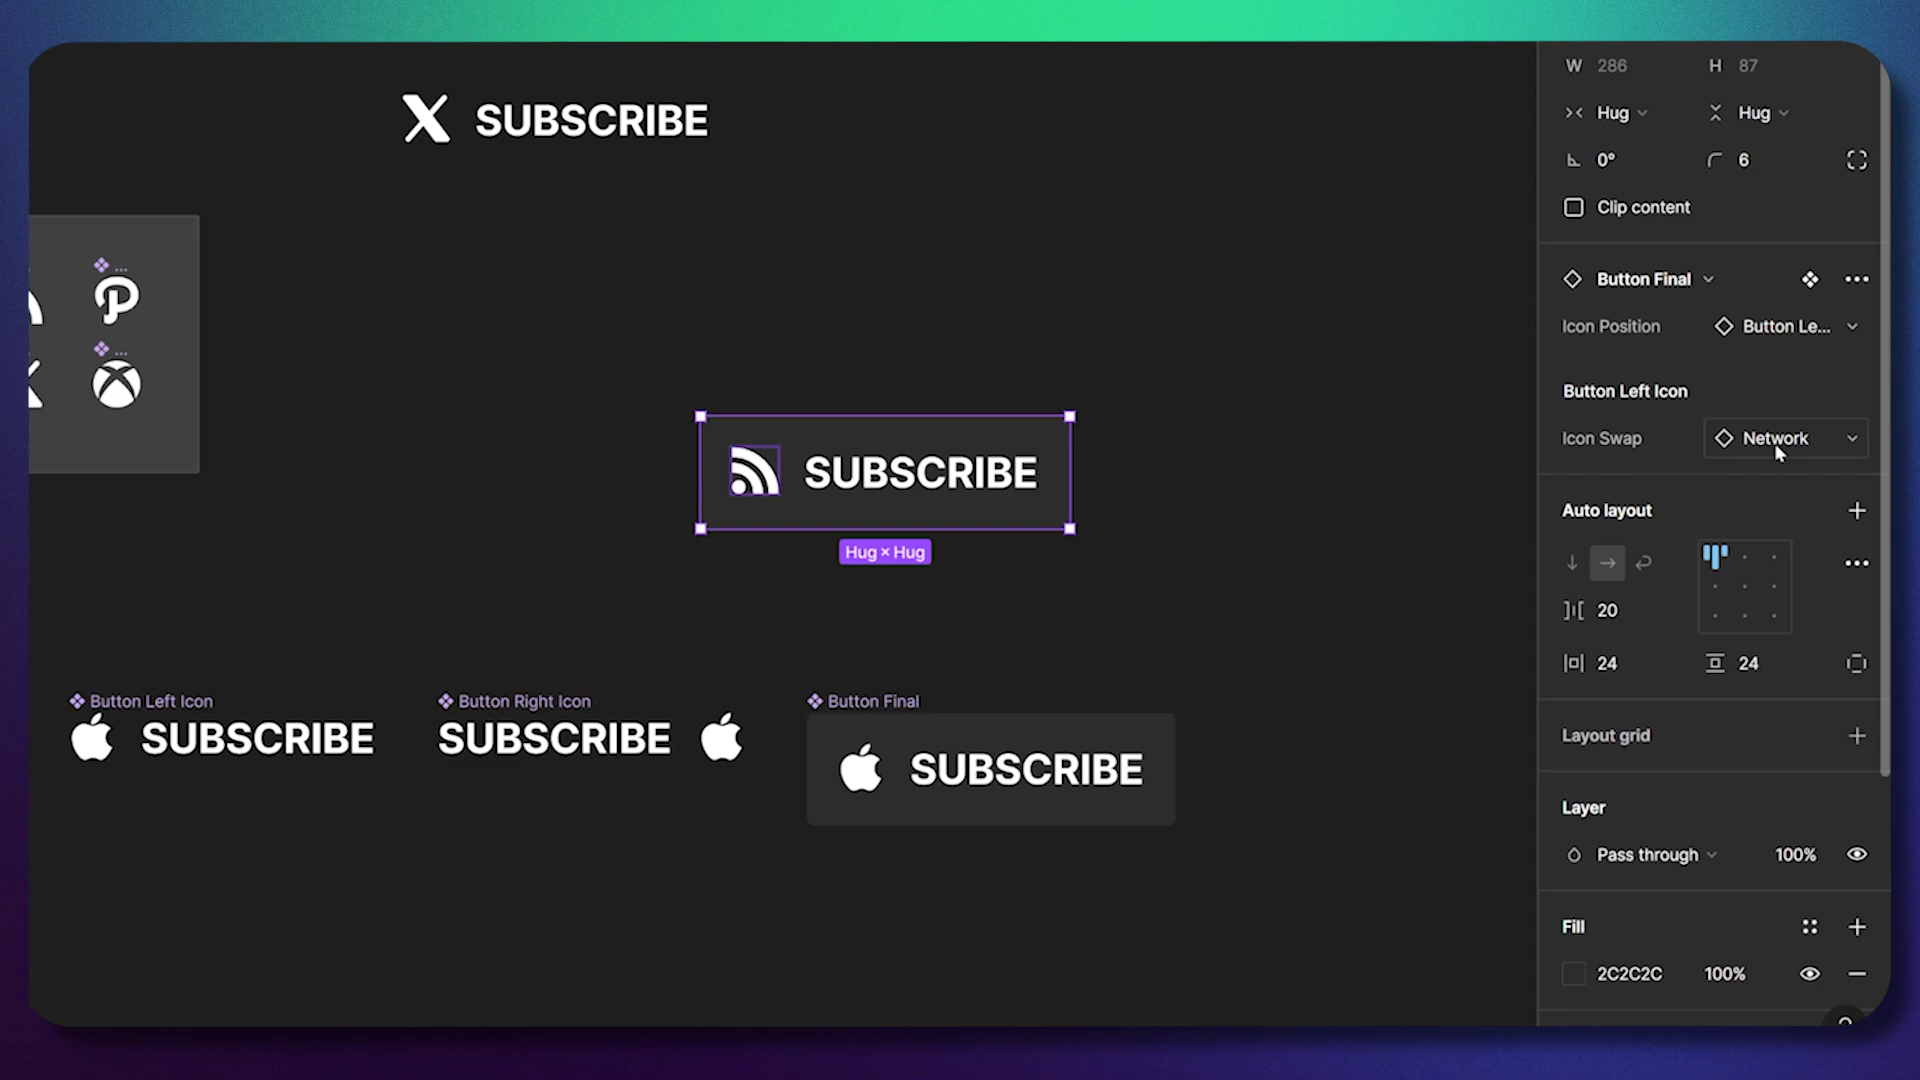 SUBSCRIBE
...
...
SUBSCRIBE
Hug × Hug
Button Left Icon
SUBSCRIBE
Button Right Icon
SUBSCRIBE
Button Final
SUBSCRIBE
W 286 H 87
Hug Hug
0° 6
Clip content
Button Final
Icon Position Button Le...
Button Left Icon
Icon Swap Network
Auto layout
20
24 24
Layout grid
Layer
Pass through 100%
Fill
2C2C2C 100%